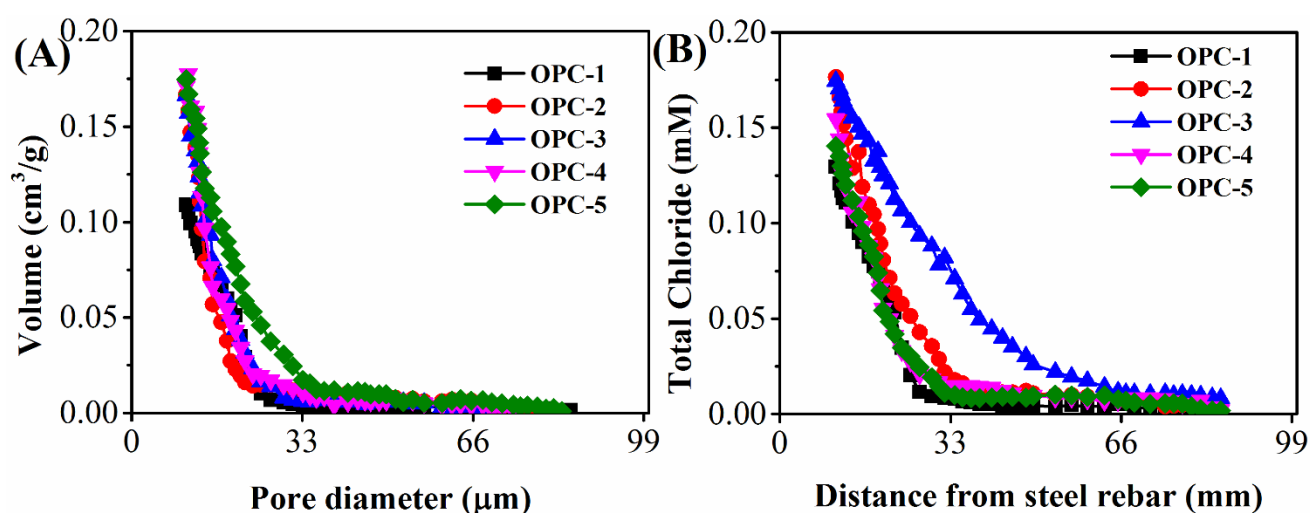 (A)
0.20
0.15
0.10
0.05
0.00
Volume (cm³/g)
OPC-1
OPC-2
OPC-3
OPC-4
OPC-5
0
33
66
99
Pore diameter (μm)
(B)
0.20
0.15
0.10
0.05
0.00
Total Chloride (mM)
OPC-1
OPC-2
OPC-3
OPC-4
OPC-5
0
33
66
99
Distance from steel rebar (mm)